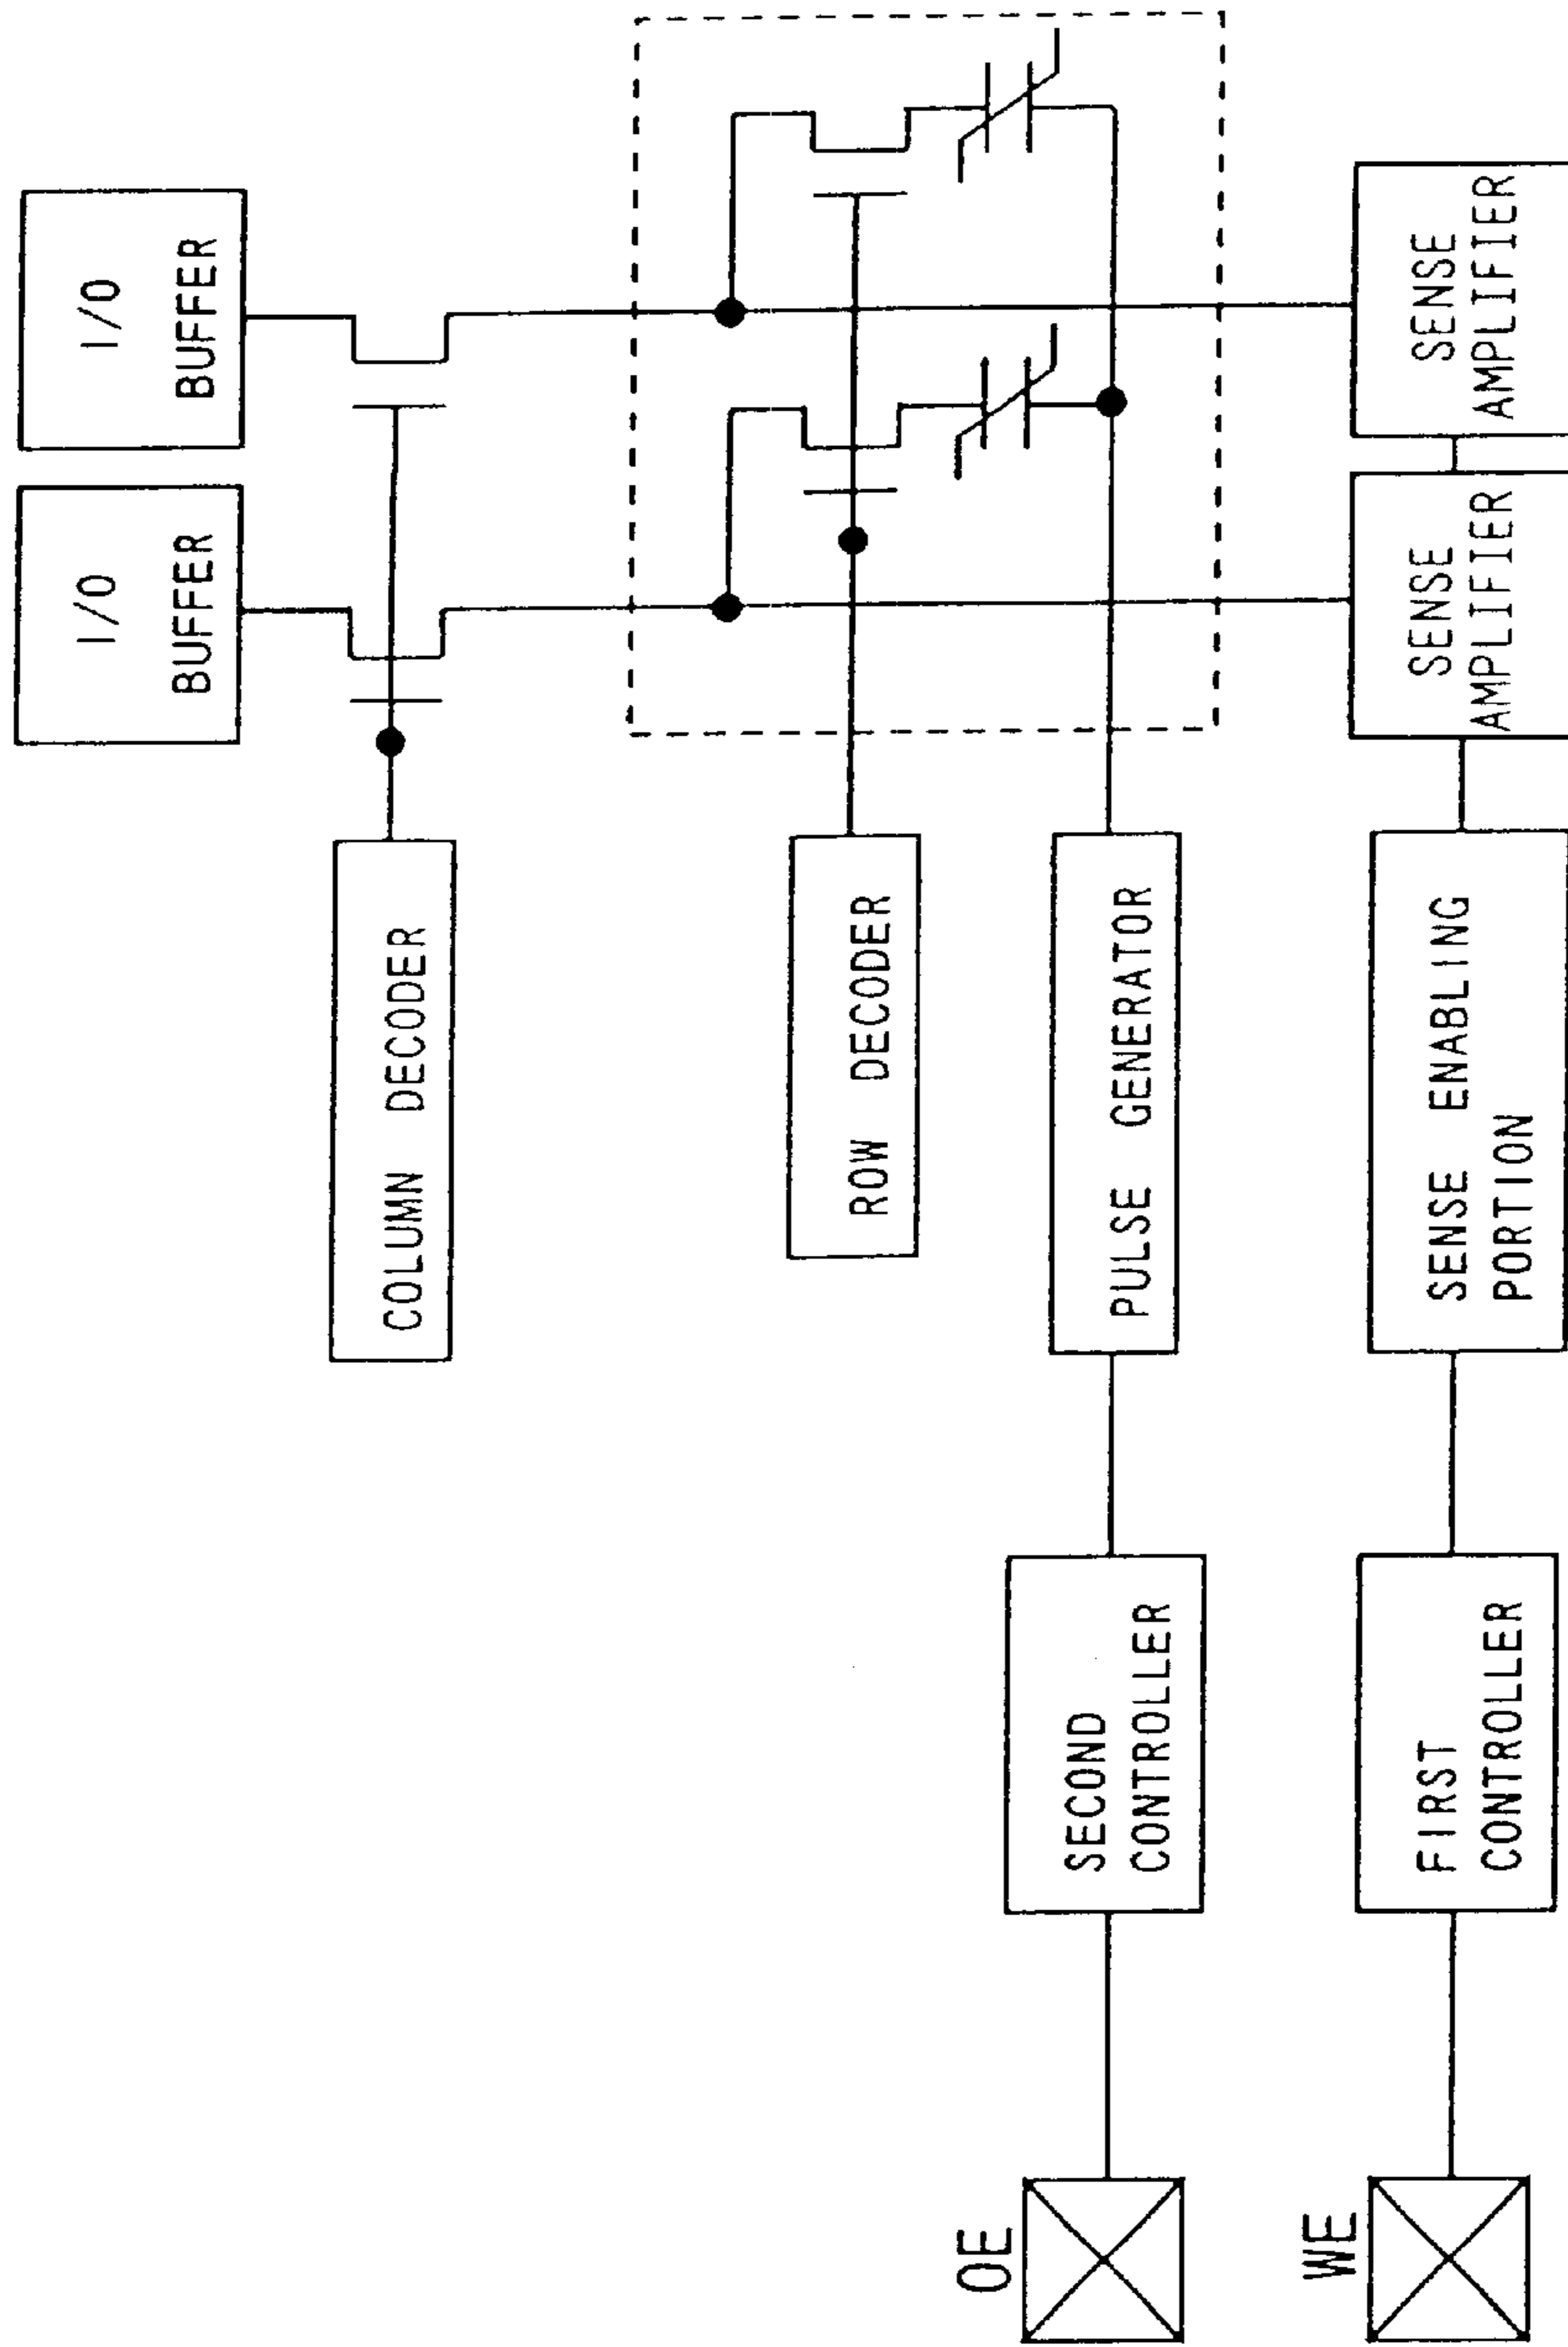 I/O
BUFFER
I/O
BUFFER
COLUMN DECODER
ROW DECODER
OE
SECOND
CONTROLLER
PULSE GENERATOR
WE
FIRST
CONTROLLER
SENSE ENABLING
PORTION
SENSE
AMPLIFIER
SENSE
AMPLIFIER